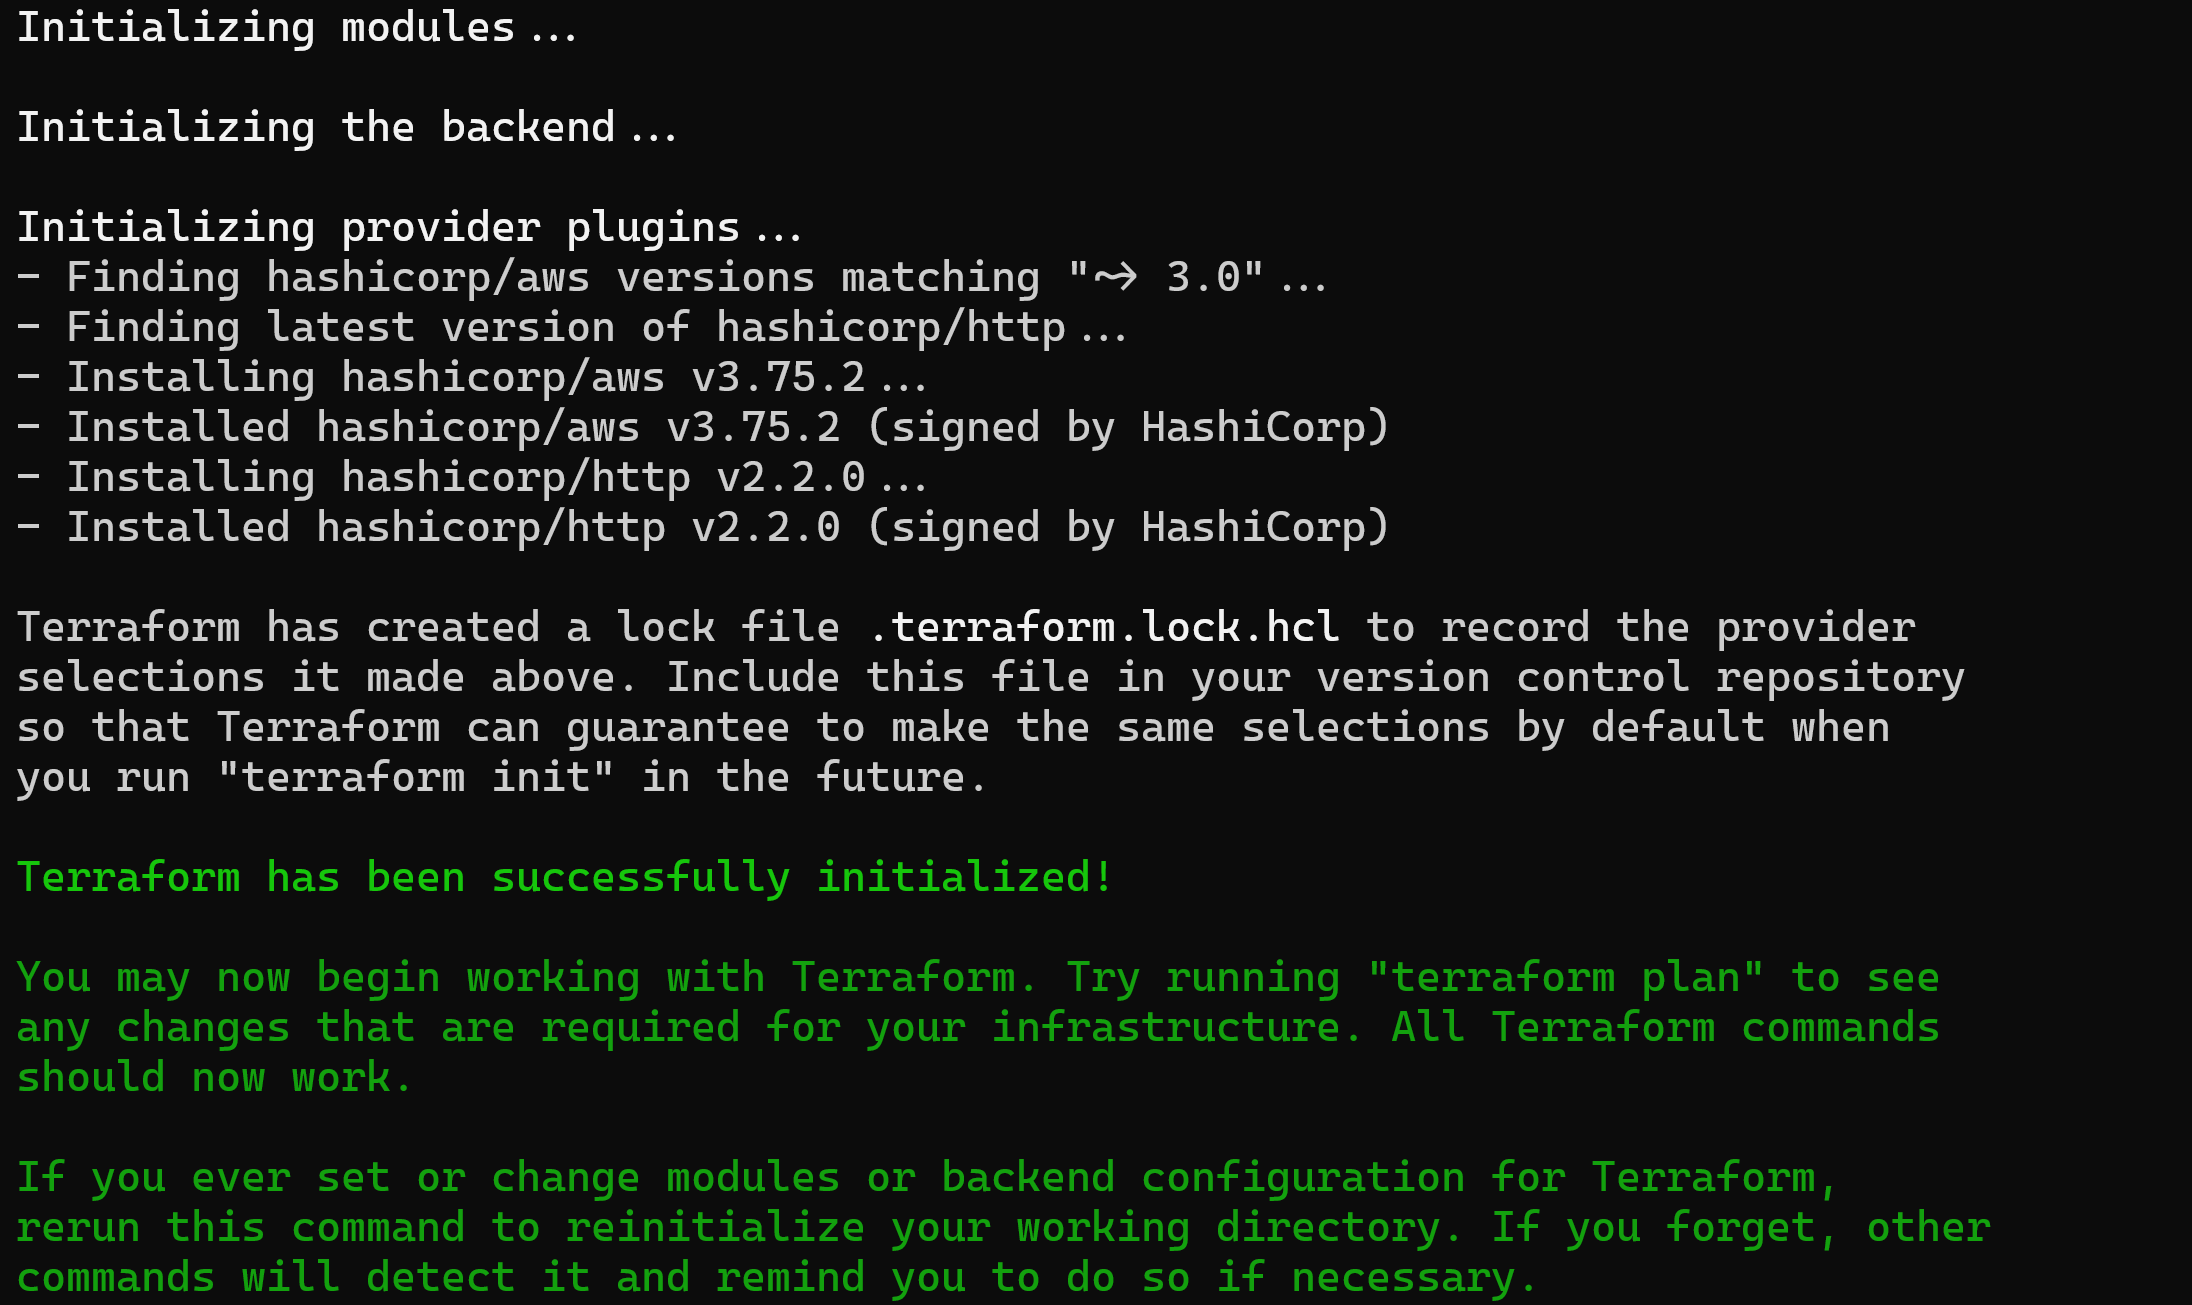 Initializing modules...
Initializing the backend...
Initializing provider plugins...
- Finding hashicorp/aws versions matching "~> 3.0"...
- Finding latest version of hashicorp/http...
- Installing hashicorp/aws v3.75.2...
- Installed hashicorp/aws v3.75.2 (signed by HashiCorp)
- Installing hashicorp/http v2.2.0...
- Installed hashicorp/http v2.2.0 (signed by HashiCorp)
Terraform has created a lock file .terraform.lock.hcl to record the provider
selections it made above. Include this file in your version control repository
so that Terraform can guarantee to make the same selections by default when
you run "terraform init" in the future.
Terraform has been successfully initialized!
You may now begin working with Terraform. Try running "terraform plan" to see
any changes that are required for your infrastructure. All Terraform commands
should now work.
If you ever set or change modules or backend configuration for Terraform,
rerun this command to reinitialize your working directory. If you forget, other
commands will detect it and remind you to do so if necessary.